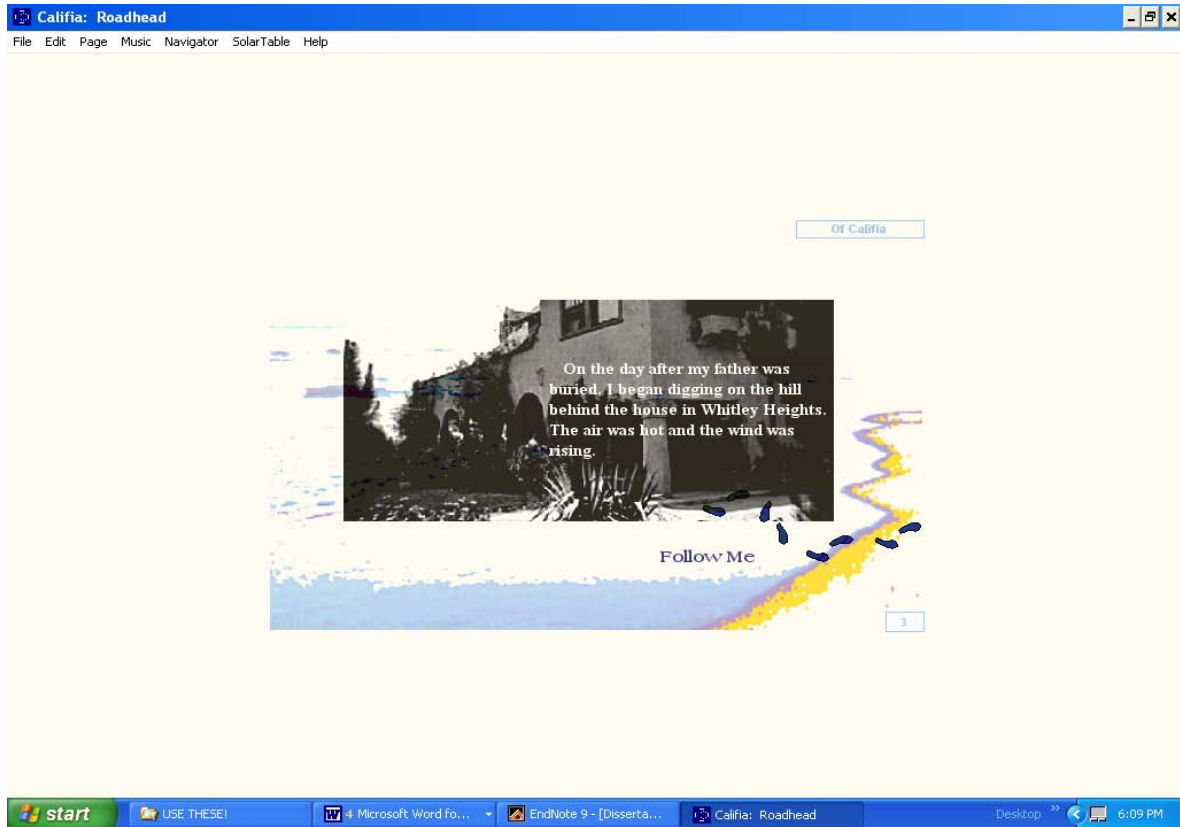 Califia: Roadhead
File Edit Page Music Navigator SolarTable Help
Of Califia
On the day after my father was
buried, I began digging on the hill
behind the house in Whitley Heights.
The air was hot and the wind was
rising.
Follow Me
3
start USE THESE! 4 Microsoft Word fo... EndNote 9 - [Disserta... Califia: Roadhead Desktop 6:09 PM